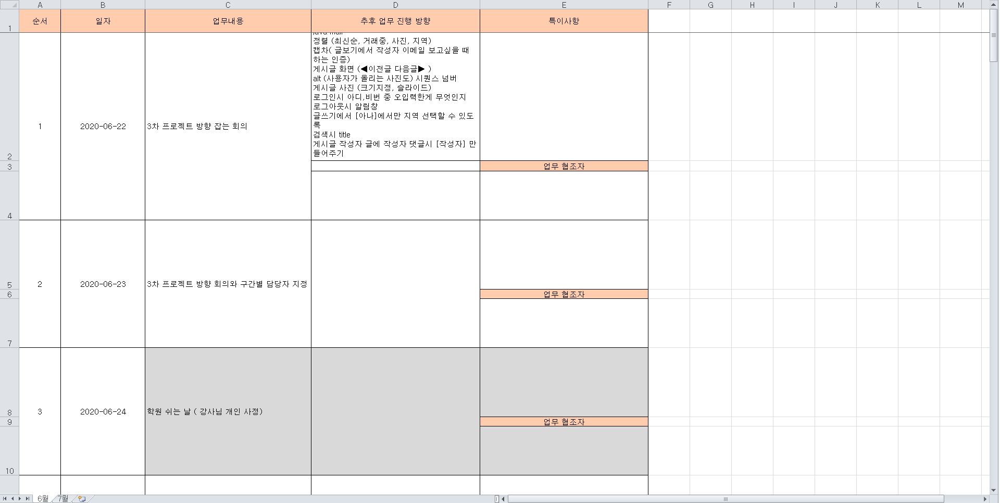 A B C D E F G H I J K L M
1 순서 일자 업무내용 추후 업무 진행 방향 특이사항
java mail
정렬 (최신순, 거래중, 사진, 지역)
캡차( 글보기에서 작성자 이메일 보고싶을 때
하는 인증)
게시글 화면 (◀이전글 다음글▶ )
alt (사용자가 올리는 사진도) 시퀀스 넘버
게시글 사진 (크기지정, 슬라이드)
로그인시 아디,비번 중 오입력한게 무엇인지
로그아웃시 알림창
글쓰기에서 [아나]에서만 지역 선택할 수 있도
록
1 2020-06-22 3차 프로젝트 방향 잡는 회의
검색시 title
게시글 작성자 글에 작성자 댓글시 [작성자] 만
들어주기
2
3 업무 협조자
4
2 2020-06-23 3차 프로젝트 방향 회의와 구간별 담당자 지정
5
6 업무 협조자
7
3 2020-06-24 학원 쉬는 날 ( 강사님 개인 사정)
8
9 업무 협조자
10
6월 7월